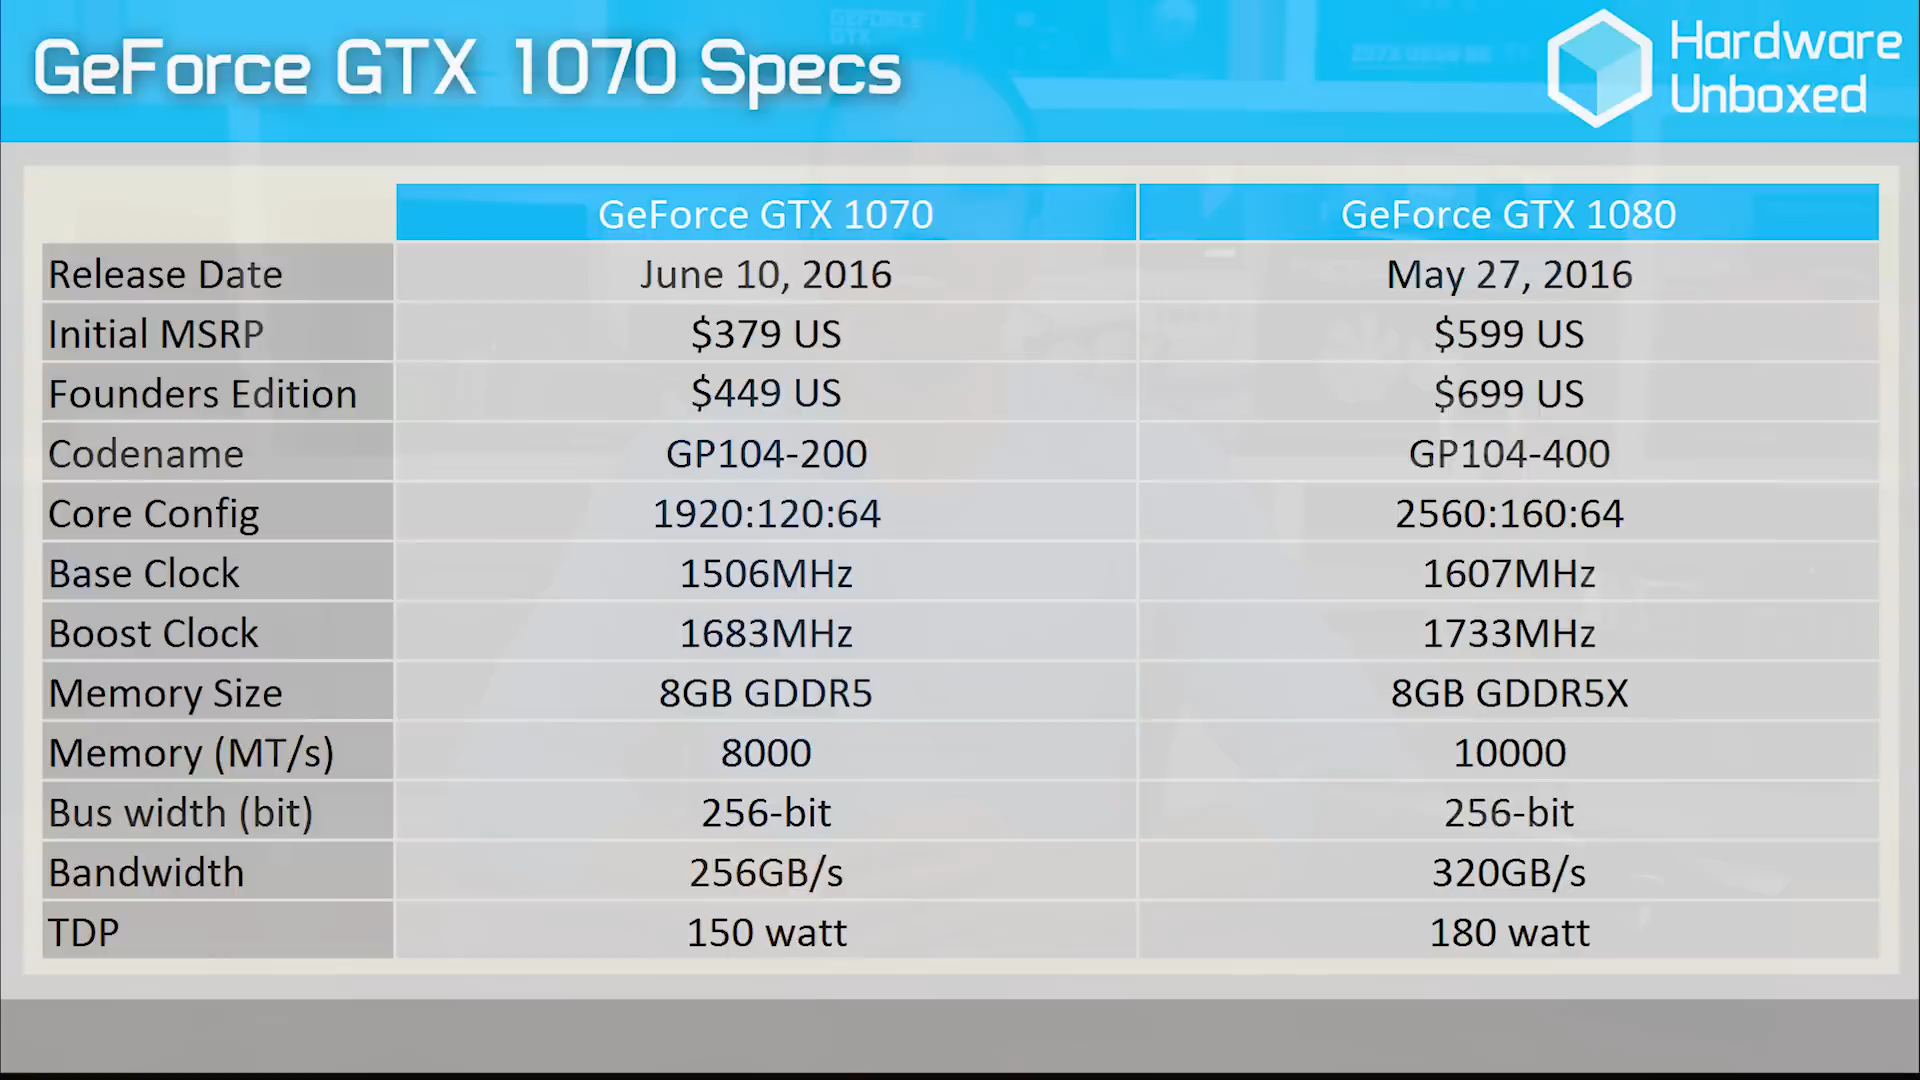 GeForce GTX 1070 Specs
Hardware
Unboxed
GeForce GTX 1070 GeForce GTX 1080
Release Date June 10, 2016 May 27, 2016
Initial MSRP $379 US $599 US
Founders Edition $449 US $699 US
Codename GP104-200 GP104-400
Core Config 1920:120:64 2560:160:64
Base Clock 1506MHz 1607MHz
Boost Clock 1683MHz 1733MHz
Memory Size 8GB GDDR5 8GB GDDR5X
Memory (MT/s) 8000 10000
Bus width (bit) 256-bit 256-bit
Bandwidth 256GB/s 320GB/s
TDP 150 watt 180 watt